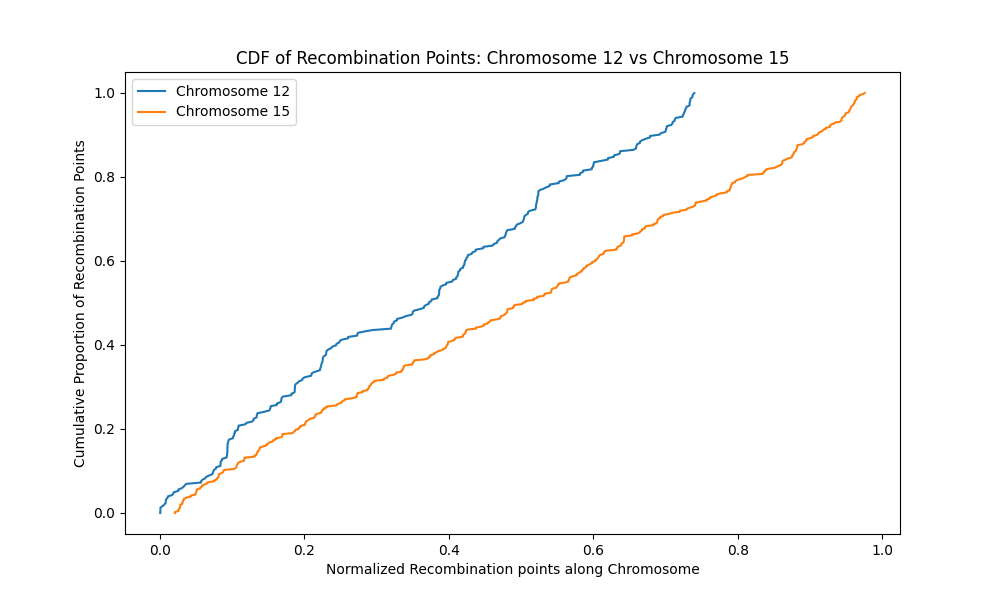 CDF of Recombination Points: Chromosome 12 vs Chromosome 15
Chromosome 12
Chromosome 15
Cumulative Proportion of Recombination Points
1.0
0.8
0.6
0.4
0.2
0.0
0.0 0.2 0.4 0.6 0.8 1.0
Normalized Recombination points along Chromosome